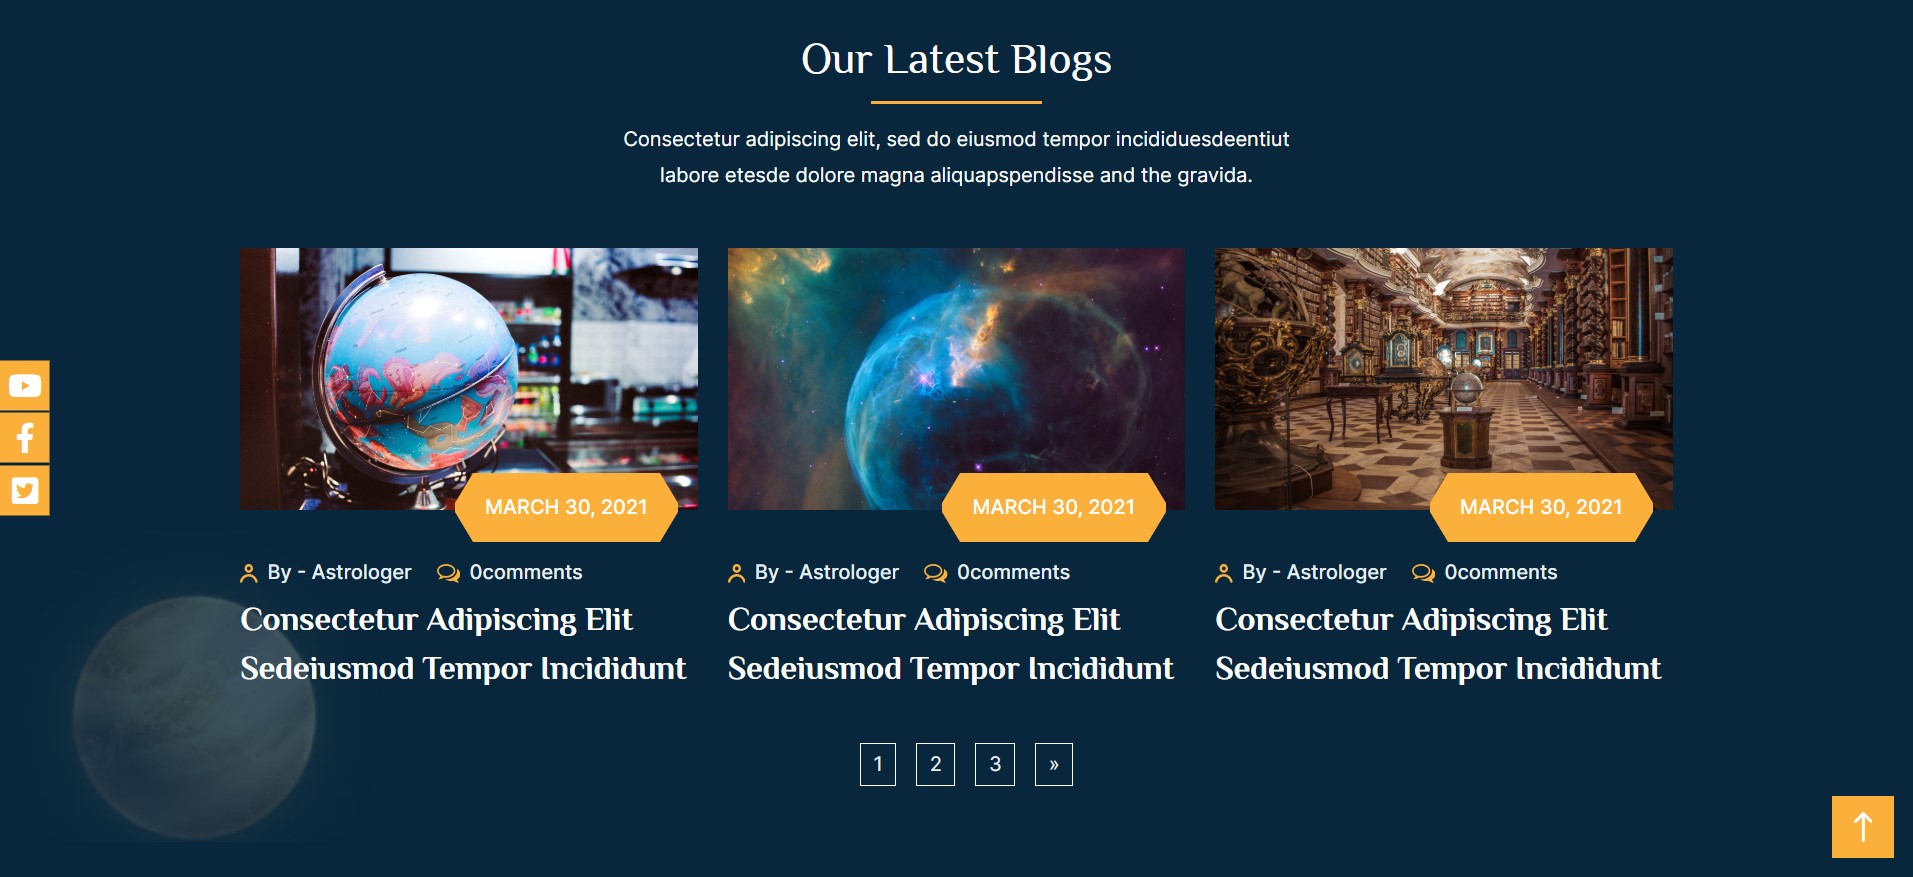 Our Latest Blogs
Consectetur adipiscing elit, sed do eiusmod tempor incididuesdeentiut
labore etesde dolore magna aliquapspendisse and the gravida.
MARCH 30, 2021
By - Astrologer 0comments
Consectetur Adipiscing Elit
Sedeiusmod Tempor Incididunt
MARCH 30, 2021
By - Astrologer 0comments
Consectetur Adipiscing Elit
Sedeiusmod Tempor Incididunt
MARCH 30, 2021
By - Astrologer 0comments
Consectetur Adipiscing Elit
Sedeiusmod Tempor Incididunt
1 2 3 »